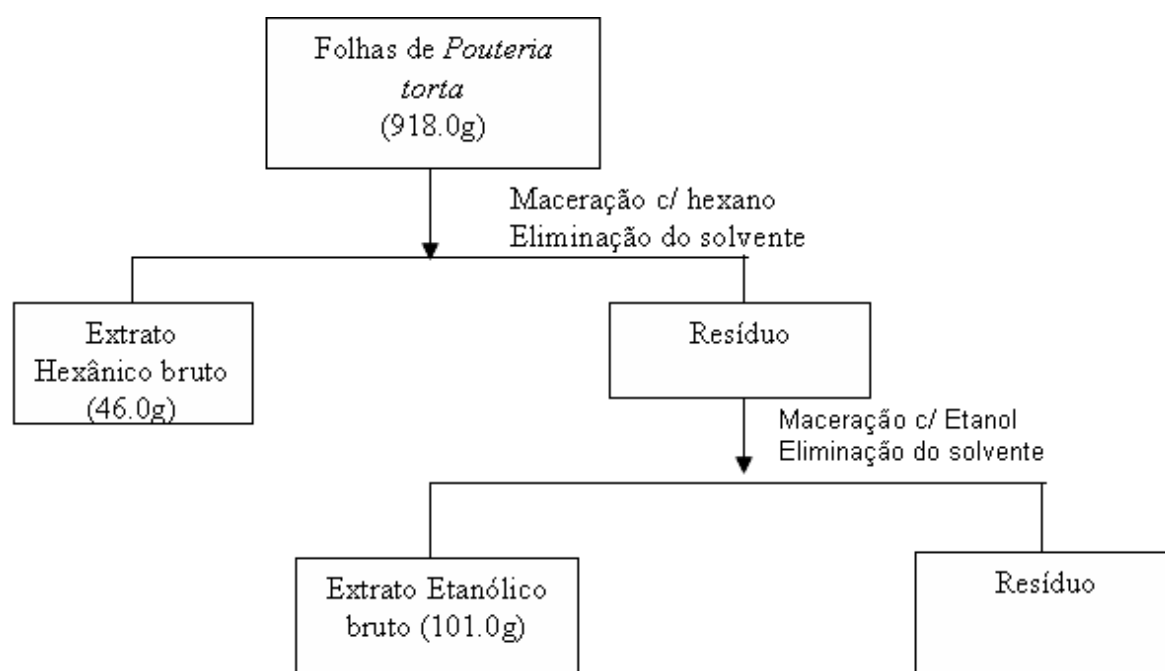 Folhas de Pouteria
torta
(918.0g)
Maceração c/ hexano
Eliminação do solvente
Extrato
Hexânico bruto
(46.0g)
Resíduo
Maceração c/ Etanol
Eliminação do solvente
Extrato Etanólico
bruto (101.0g)
Resíduo